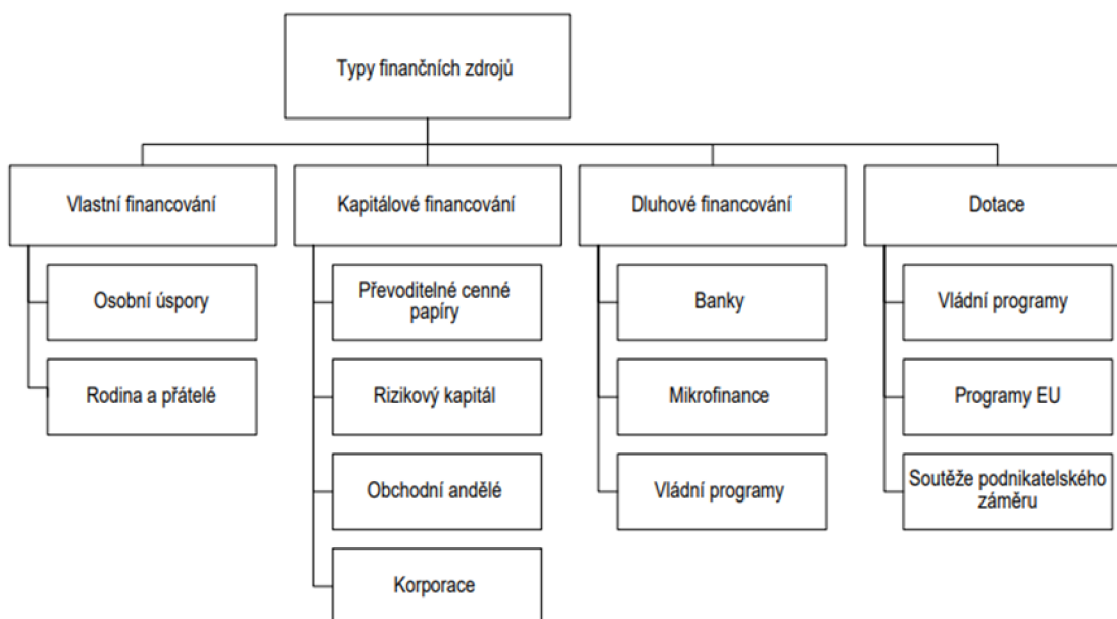 Typy finančních zdrojů
Vlastní financování
Kapitálové financování
Dluhové financování
Dotace
Osobní úspory
Převoditelné cenné
papíry
Banky
Vládní programy
Rodina a přátelé
Rizikový kapitál
Mikrofinance
Programy EU
Obchodní andělé
Vládní programy
Soutěže podnikatelského
záměru
Korporace